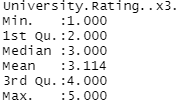 University.Rating..x3.
Min.   :1.000
1st Qu.:2.000
Median :3.000
Mean   :3.114
3rd Qu.:4.000
Max.   :5.000